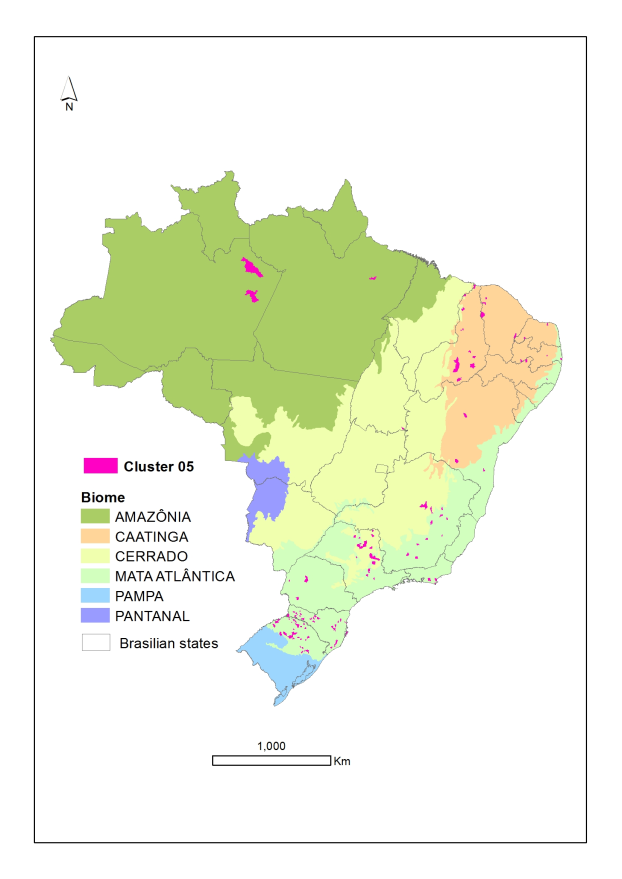 N
Cluster 05
Biome
AMAZÔNIA
CAATINGA
CERRADO
MATA ATLÂNTICA
PAMPA
PANTANAL
Brasilian states
1,000
Km